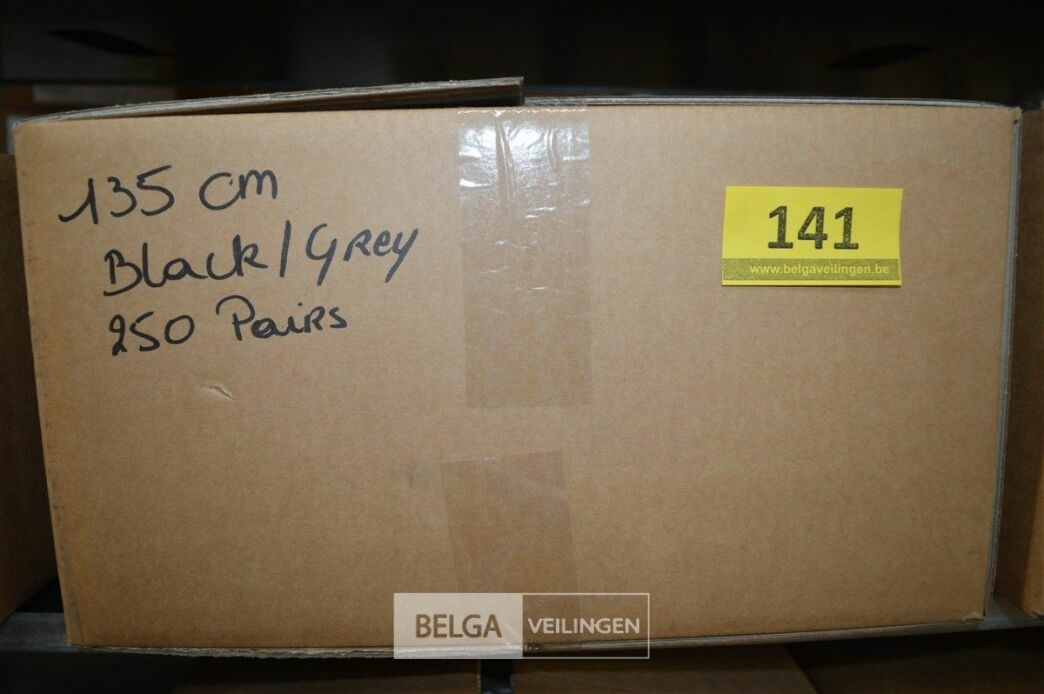 135 cm
Black/Grey
250 Pairs
141
www.belgaveilingen.be
BELGA VEILINGEN